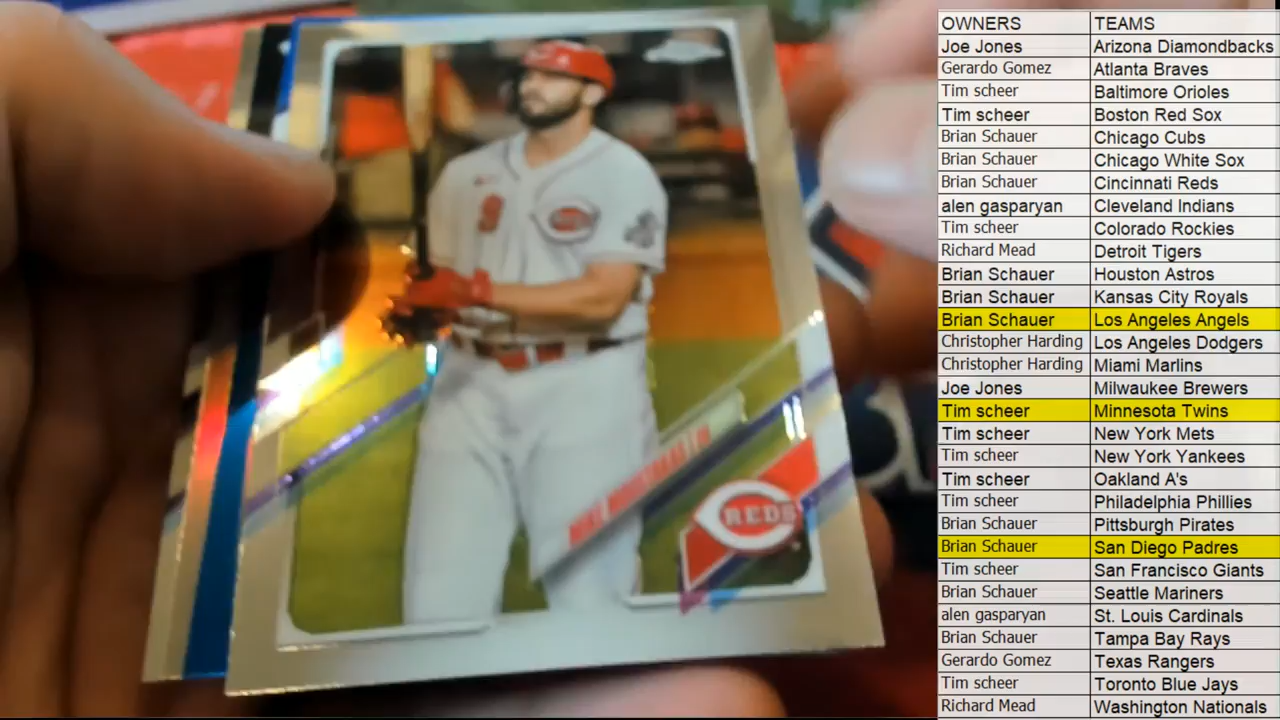 REDS
OWNERS TEAMS
Joe Jones Arizona Diamondbacks
Gerardo Gomez Atlanta Braves
Tim scheer Baltimore Orioles
Tim scheer Boston Red Sox
Brian Schauer Chicago Cubs
Brian Schauer Chicago White Sox
Brian Schauer Cincinnati Reds
alen gasparyan Cleveland Indians
Tim scheer Colorado Rockies
Richard Mead Detroit Tigers
Brian Schauer Houston Astros
Brian Schauer Kansas City Royals
Brian Schauer Los Angeles Angels
Christopher Harding Los Angeles Dodgers
Christopher Harding Miami Marlins
Joe Jones Milwaukee Brewers
Tim scheer Minnesota Twins
Tim scheer New York Mets
Tim scheer New York Yankees
Tim scheer Oakland A's
Tim scheer Philadelphia Phillies
Brian Schauer Pittsburgh Pirates
Brian Schauer San Diego Padres
Tim scheer San Francisco Giants
Brian Schauer Seattle Mariners
alen gasparyan St. Louis Cardinals
Brian Schauer Tampa Bay Rays
Gerardo Gomez Texas Rangers
Tim scheer Toronto Blue Jays
Richard Mead Washington Nationals